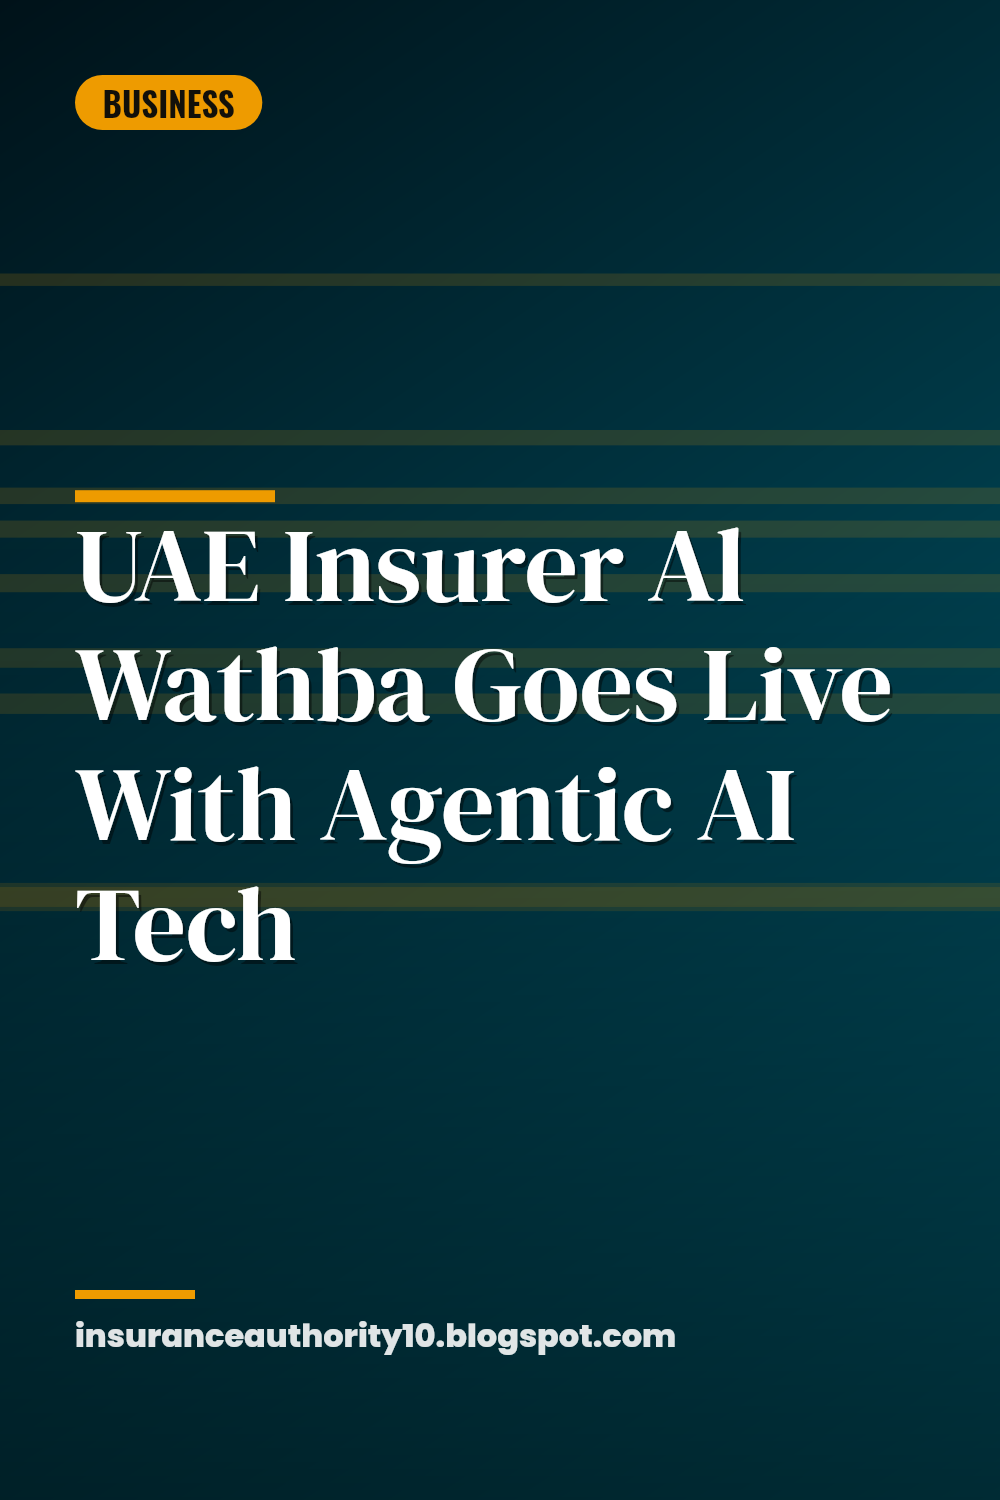 BUSINESS
UAE Insurer Al
Wathba Goes Live
With Agentic AI
Tech
insuranceauthority10.blogspot.com